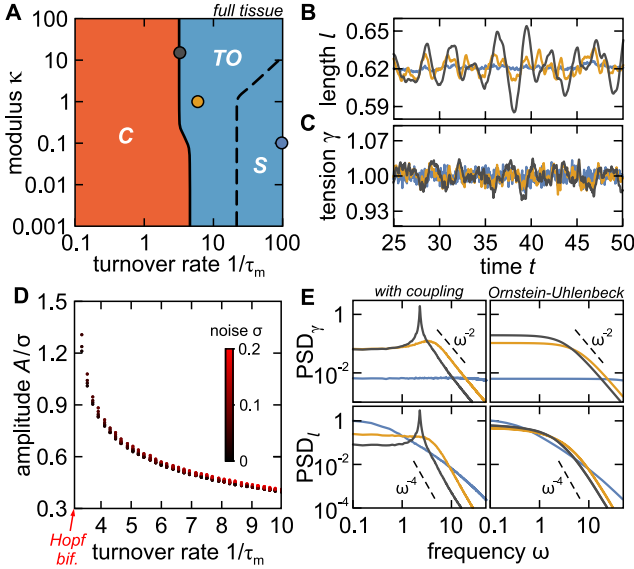 A
full tissue
modulus κ
100
10
1
0.1
0.01
0.001
C
TO
S
0.1
1
10
100
turnover rate 1/τm
B
length l
0.65
0.62
0.59
C
tension γ
1.07
1.00
0.93
25
30
35
40
45
50
time t
D
amplitude A/σ
1.5
1.2
0.9
0.6
0.3
noise σ
0.2
0.1
0
4
5
6
7
8
9
10
Hopf
bif.
turnover rate 1/τm
E
with coupling
Ornstein-Uhlenbeck
PSDγ
1
10-2
ω-2
ω-2
PSDl
1
10-2
10-4
ω-4
ω-4
0.1
1
10
0.1
1
10
frequency ω